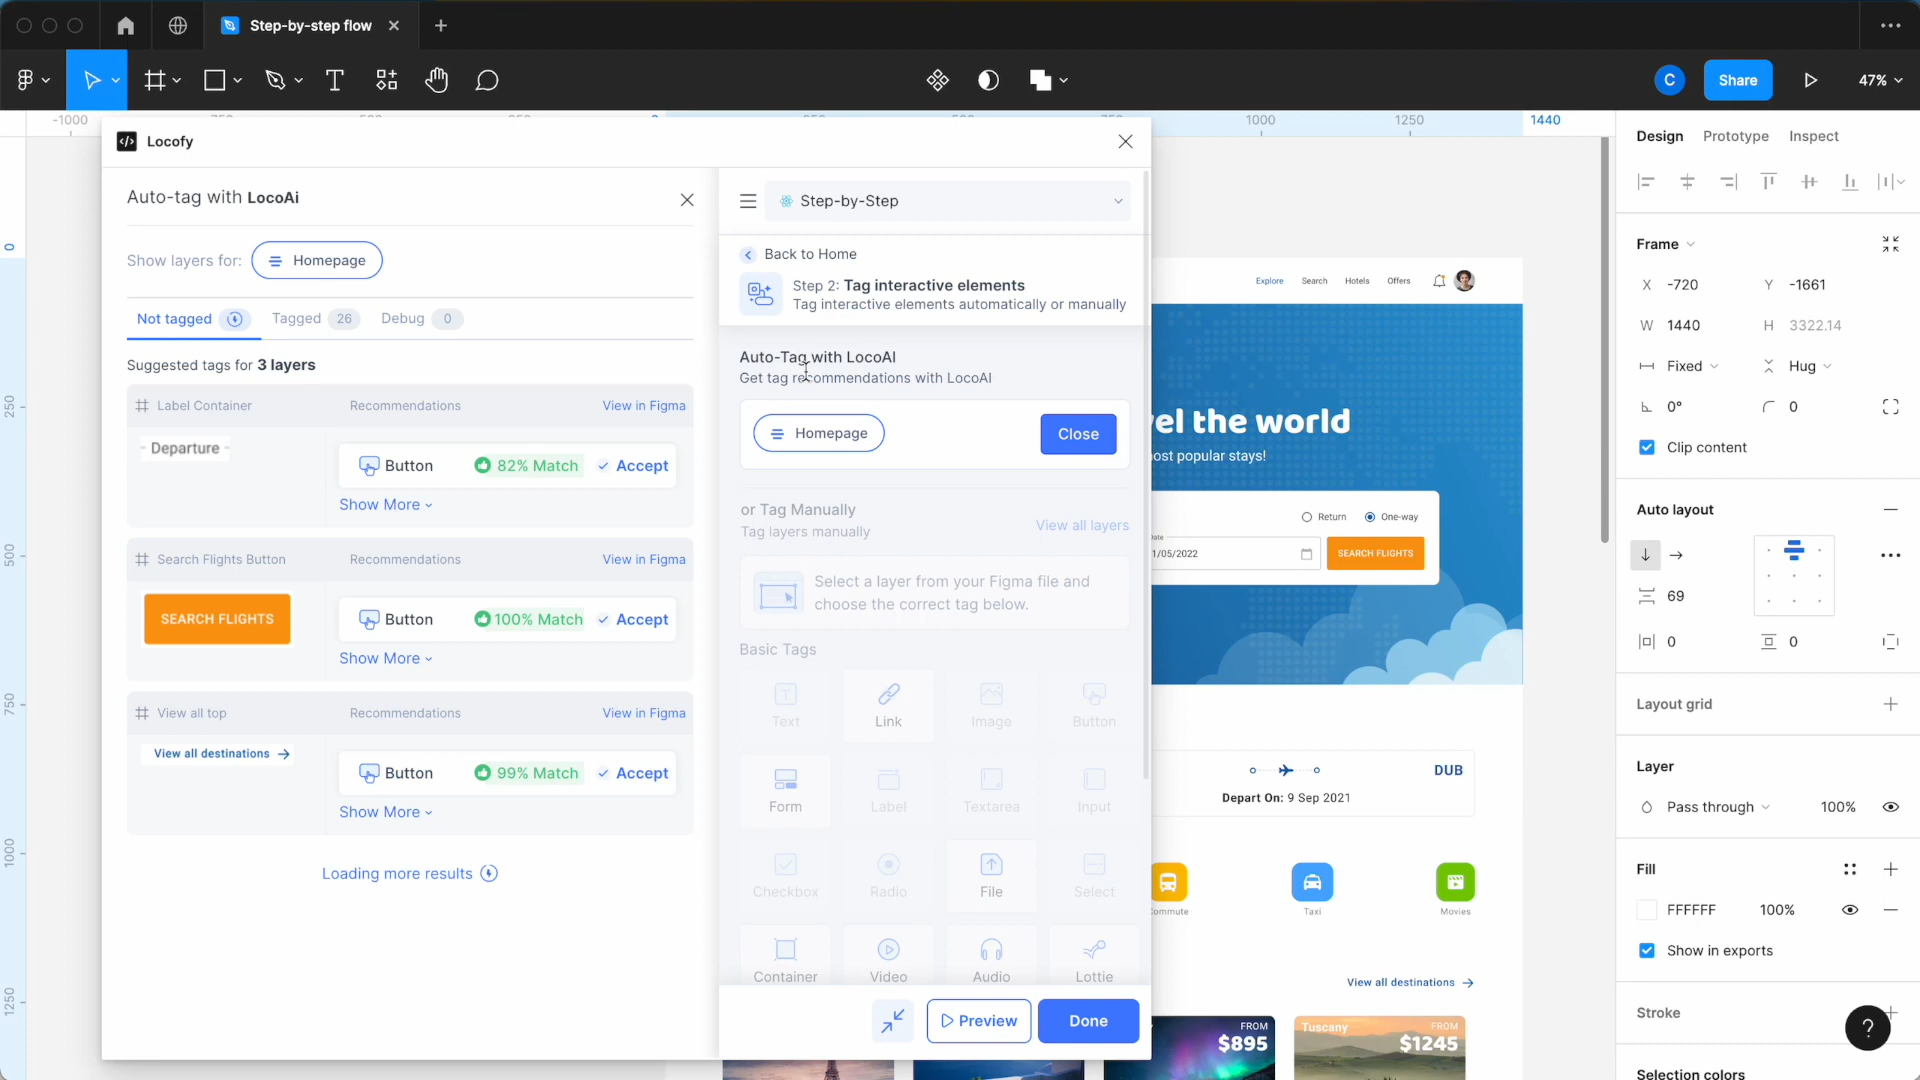 Step-by-step flow
C
Share
47%
-1000
0
1000
1250
1440
Locofy
Design Prototype Inspect
Auto-tag with LocoAi
Show layers for: Homepage
Not tagged
Tagged 26
Debug 0
Suggested tags for 3 layers
Label Container Recommendations View in Figma
Departure
Button 82% Match Accept
Show More
Search Flights Button Recommendations View in Figma
SEARCH FLIGHTS
Button 100% Match Accept
Show More
View all top Recommendations View in Figma
View all destinations →
Button 99% Match Accept
Show More
Loading more results
Step-by-Step
Back to Home
Step 2: Tag interactive elements
Tag interactive elements automatically or manually
Auto-Tag with LocoAI
Get tag recommendations with LocoAI
Homepage
Close
or Tag Manually
Tag layers manually
View all layers
Select a layer from your Figma file and
choose the correct tag below.
Basic Tags
Text Link Image Button
Form Label Textarea Input
Checkbox Radio File Select
Container Video Audio Lottie
Preview
Done
0
250
500
750
1000
1250
Explore Search Hotels Offers
vel the world
ost popular stays!
Return One-way
1/05/2022
SEARCH FLIGHTS
DUB
Depart On: 9 Sep 2021
Commute Taxi Movies
View all destinations →
FROM
$895
Tuscany
FROM
$1245
Frame
X -720 Y -1661
W 1440 H 3322.14
Fixed Hug
0° 0
Clip content
Auto layout
69
0 0
Layout grid
Layer
Pass through 100%
Fill
FFFFFF 100%
Show in exports
Stroke
?
Selection colors